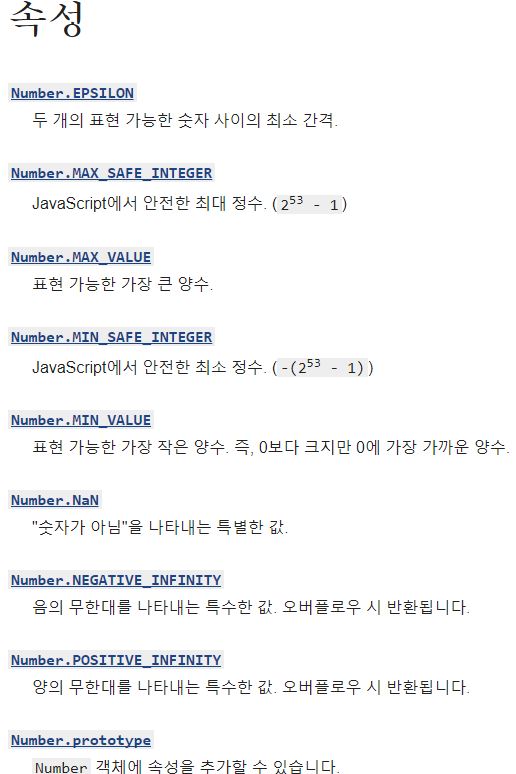 속성
Number.EPSILON
두 개의 표현 가능한 숫자 사이의 최소 간격.
Number.MAX_SAFE_INTEGER
JavaScript에서 안전한 최대 정수. (2⁵³ - 1)
Number.MAX_VALUE
표현 가능한 가장 큰 양수.
Number.MIN_SAFE_INTEGER
JavaScript에서 안전한 최소 정수. (-(2⁵³ - 1))
Number.MIN_VALUE
표현 가능한 가장 작은 양수. 즉, 0보다 크지만 0에 가장 가까운 양수.
Number.NaN
"숫자가 아님"을 나타내는 특별한 값.
Number.NEGATIVE_INFINITY
음의 무한대를 나타내는 특수한 값. 오버플로우 시 반환됩니다.
Number.POSITIVE_INFINITY
양의 무한대를 나타내는 특수한 값. 오버플로우 시 반환됩니다.
Number.prototype
Number 객체에 속성을 추가할 수 있습니다.